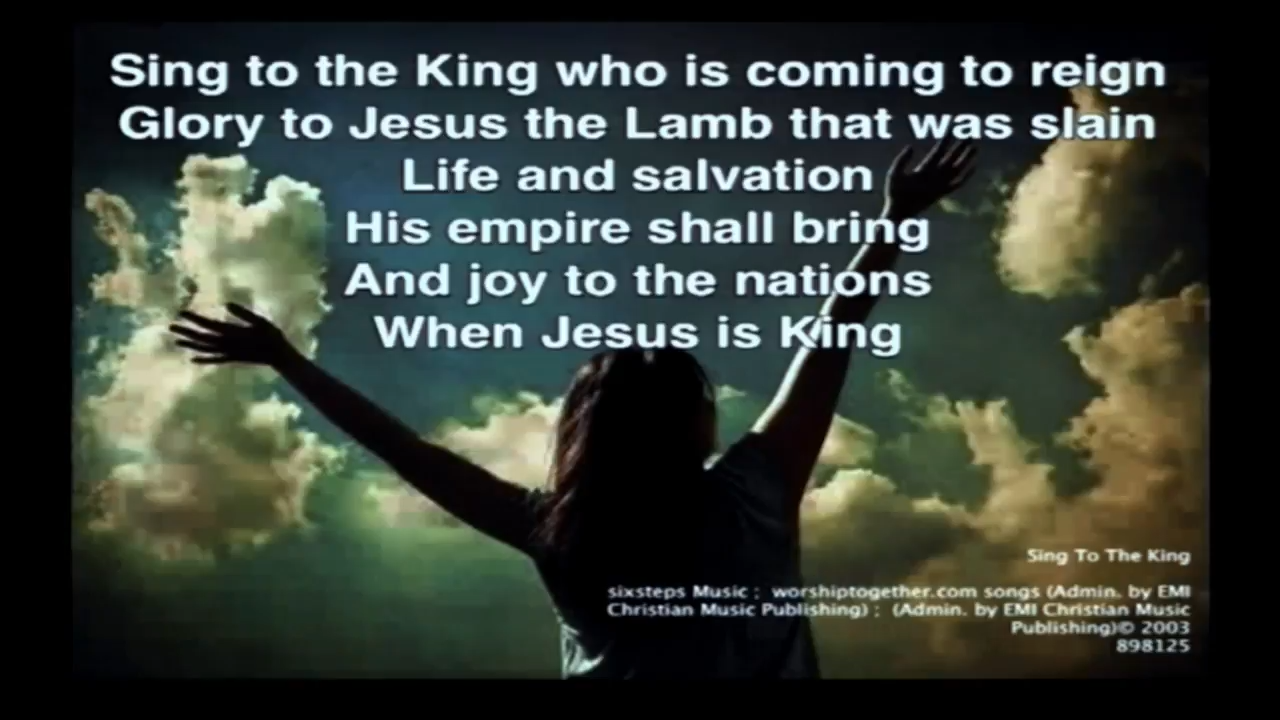 Sing to the King who is coming to reign
Glory to Jesus the Lamb that was slain
Life and salvation
His empire shall bring
And joy to the nations
When Jesus is King
Sing To The King
sixsteps Music ; worshiptogether.com songs (Admin. by EMI
Christian Music Publishing) ; (Admin. by EMI Christian Music
Publishing)© 2003
898125